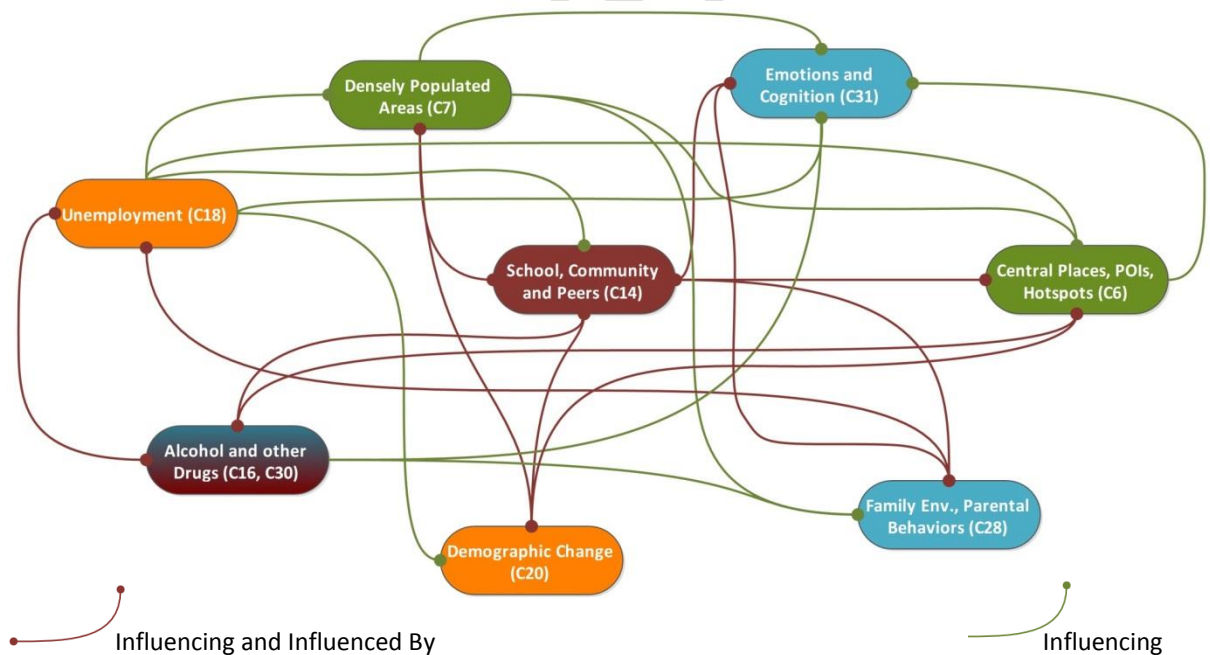 Densely Populated
Areas (C7)
Emotions and
Cognition (C31)
Unemployment (C18)
School, Community
and Peers (C14)
Central Places, POIs,
Hotspots (C6)
Alcohol and other
Drugs (C16, C30)
Family Env., Parental
Behaviors (C28)
Demographic Change
(C20)
Influencing and Influenced By
Influencing